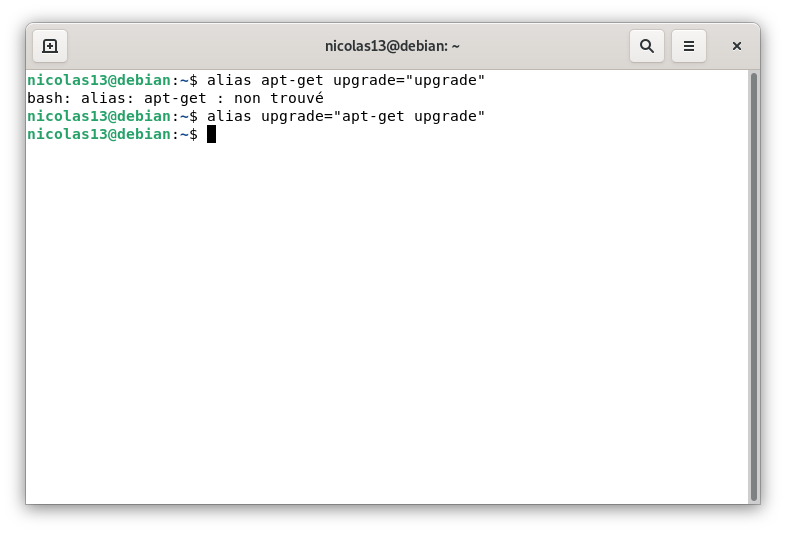 nicolas13@debian: ~
nicolas13@debian:~$ alias apt-get upgrade="upgrade"
bash: alias: apt-get : non trouvé
nicolas13@debian:~$ alias upgrade="apt-get upgrade"
nicolas13@debian:~$